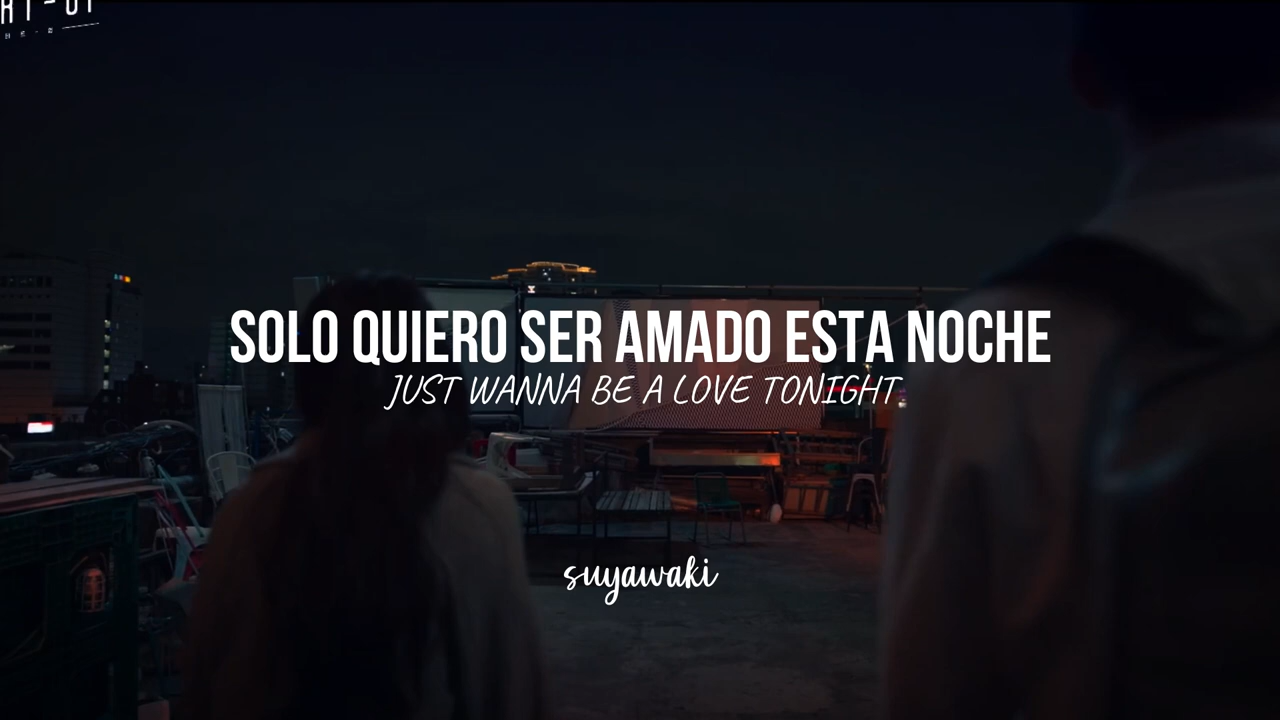 SOLO QUIERO SER AMADO ESTA NOCHE
JUST WANNA BE A LOVE TONIGHT
suyawaki